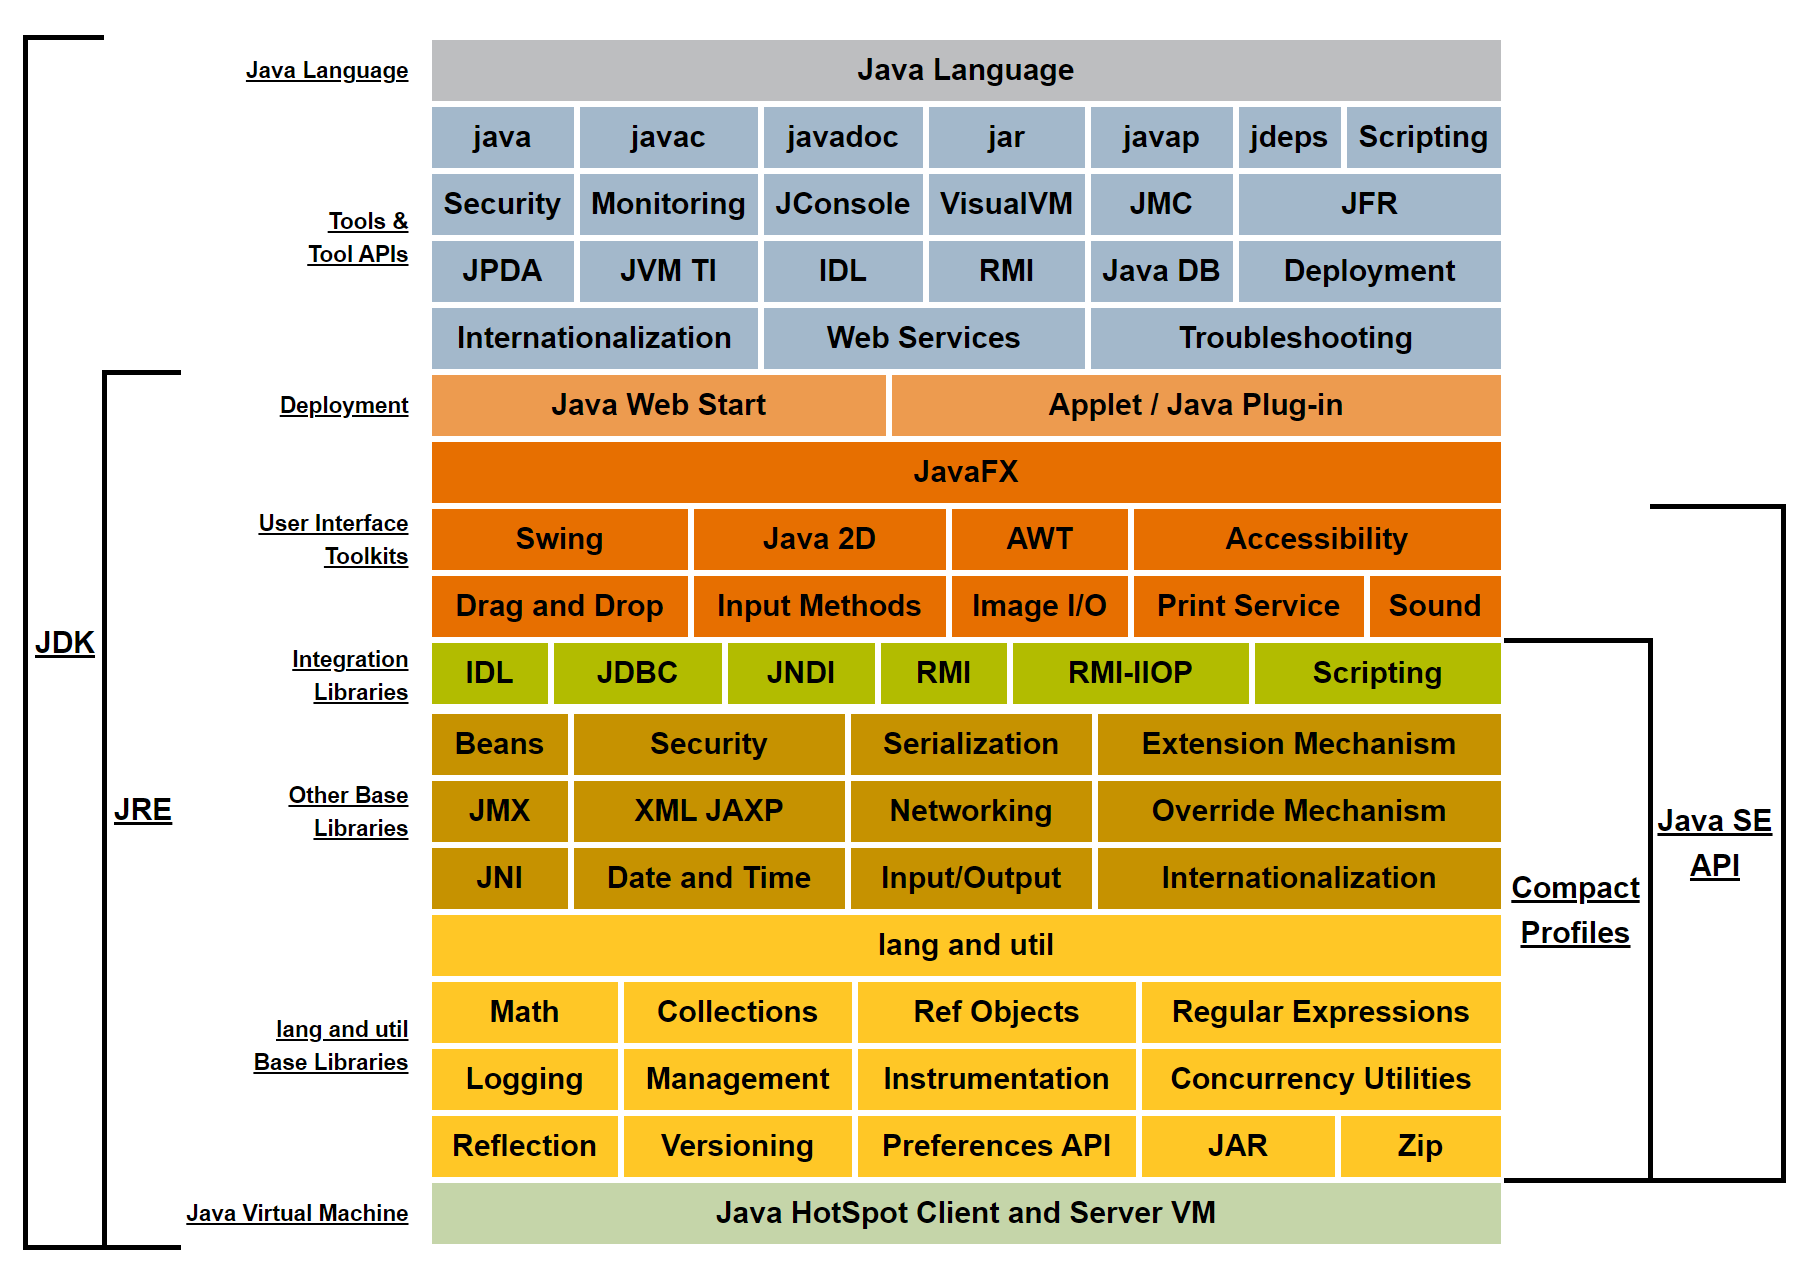 Java Language
Java Language
java javac javadoc jar javap jdeps Scripting
Tools &
Tool APIs
Security Monitoring JConsole VisualVM JMC JFR
JPDA JVM TI IDL RMI Java DB Deployment
Internationalization Web Services Troubleshooting
Deployment
Java Web Start Applet / Java Plug-in
JavaFX
User Interface
Toolkits
Swing Java 2D AWT Accessibility
Drag and Drop Input Methods Image I/O Print Service Sound
JDK
Integration
Libraries
IDL JDBC JNDI RMI RMI-IIOP Scripting
Beans Security Serialization Extension Mechanism
JRE
Other Base
Libraries
JMX XML JAXP Networking Override Mechanism
JNI Date and Time Input/Output Internationalization
Java SE
API
Compact
Profiles
lang and util
Math Collections Ref Objects Regular Expressions
lang and util
Base Libraries
Logging Management Instrumentation Concurrency Utilities
Reflection Versioning Preferences API JAR Zip
Java Virtual Machine
Java HotSpot Client and Server VM